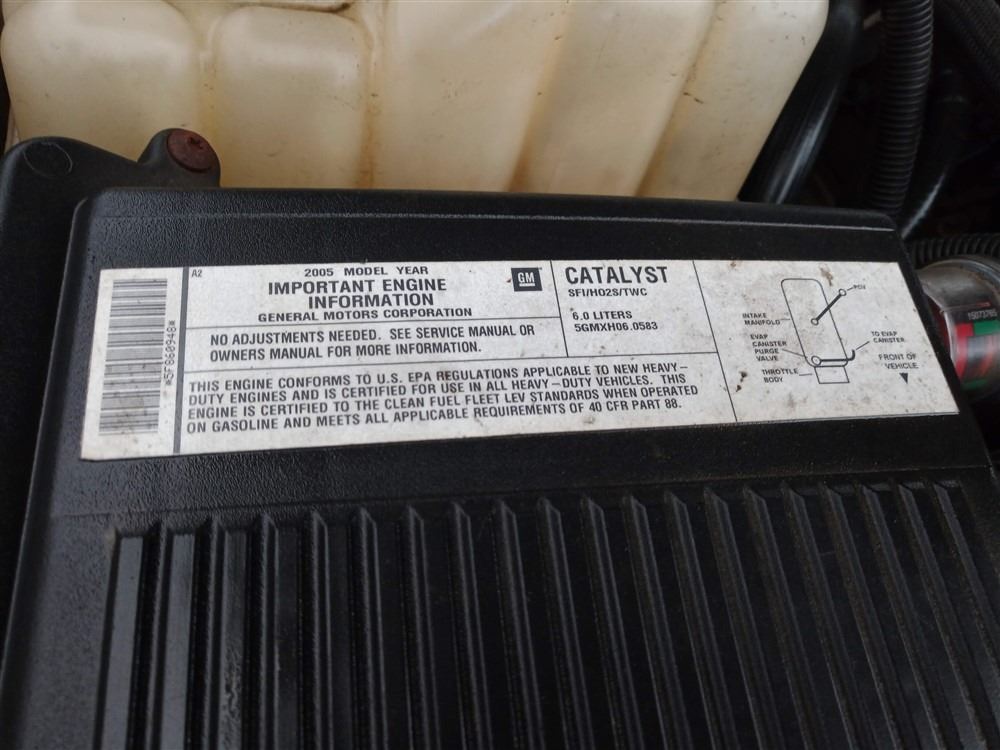 *5F860948*
A2
2005 MODEL YEAR
IMPORTANT ENGINE
INFORMATION
GENERAL MOTORS CORPORATION
GM
NO ADJUSTMENTS NEEDED. SEE SERVICE MANUAL OR
OWNERS MANUAL FOR MORE INFORMATION.
CATALYST
SFI/HO2S/TWC
6.0 LITERS
5GMXH06.0583
THIS ENGINE CONFORMS TO U.S. EPA REGULATIONS APPLICABLE TO NEW HEAVY-
DUTY ENGINES AND IS CERTIFIED FOR USE IN ALL HEAVY-DUTY VEHICLES. THIS
ENGINE IS CERTIFIED TO THE CLEAN FUEL FLEET LEV STANDARDS WHEN OPERATED
ON GASOLINE AND MEETS ALL APPLICABLE REQUIREMENTS OF 40 CFR PART 88.
PCV
INTAKE
MANIFOLD
EVAP
CANISTER
PURGE
VALVE
THROTTLE
BODY
TO EVAP
CANISTER
FRONT OF
VEHICLE
15073765